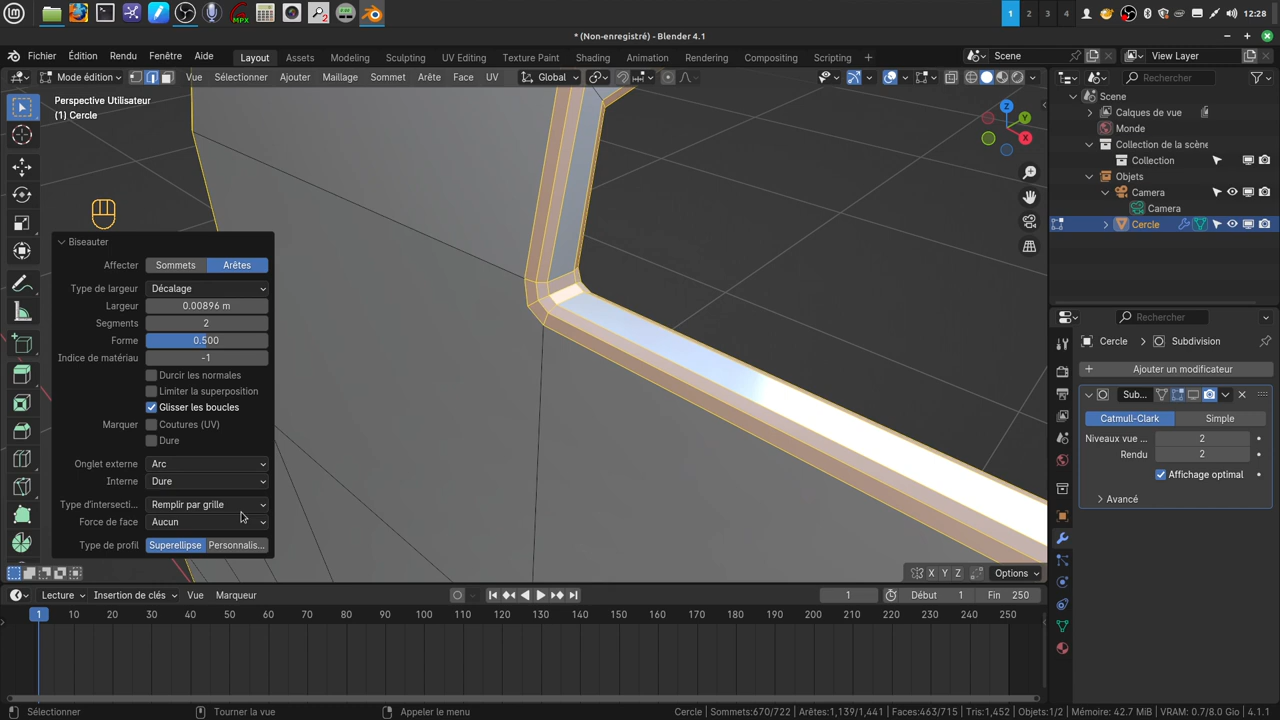 12:28
1 2 3 4
* (Non-enregistré) - Blender 4.1
Fichier Édition Rendu Fenêtre Aide
Layout Assets Modeling Sculpting UV Editing Texture Paint Shading Animation Rendering Compositing Scripting +
Scene
View Layer
Mode édition Vue Sélectionner Ajouter Maillage Sommet Arête Face UV
Global
Rechercher
Perspective Utilisateur
(1) Cercle
Z
Y
X
Scene
Calques de vue
Monde
Collection de la scène
Collection
Objets
Camera
Camera
Cercle
Biseauter
Affecter Sommets Arêtes
Type de largeur Décalage
Largeur 0.00896 m
Segments 2
Forme 0.500
Indice de matériau -1
Durcir les normales
Limiter la superposition
Glisser les boucles
Marquer Coutures (UV)
Dure
Onglet externe Arc
Interne Dure
Type d'intersecti... Remplir par grille
Force de face Aucun
Type de profil Superellipse Personnalis...
Rechercher
Cercle > Subdivision
+ Ajouter un modificateur
Sub...
Catmull-Clark Simple
Niveaux vue ... 2
Rendu 2
Affichage optimal
Avancé
X Y Z Options
Lecture Insertion de clés Vue Marqueur
1 Début 1 Fin 250
1 10 20 30 40 50 60 70 80 90 100 110 120 130 140 150 160 170 180 190 200 210 220 230 240 250
Sélectionner Tourner la vue Appeler le menu
Cercle | Sommets:670/722 | Arêtes:1,139/1,441 | Faces:463/715 | Tris:1,452 | Objets:1/2 | Mémoire: 42.7 MiB | VRAM: 0.7/8.0 Gio | 4.1.1